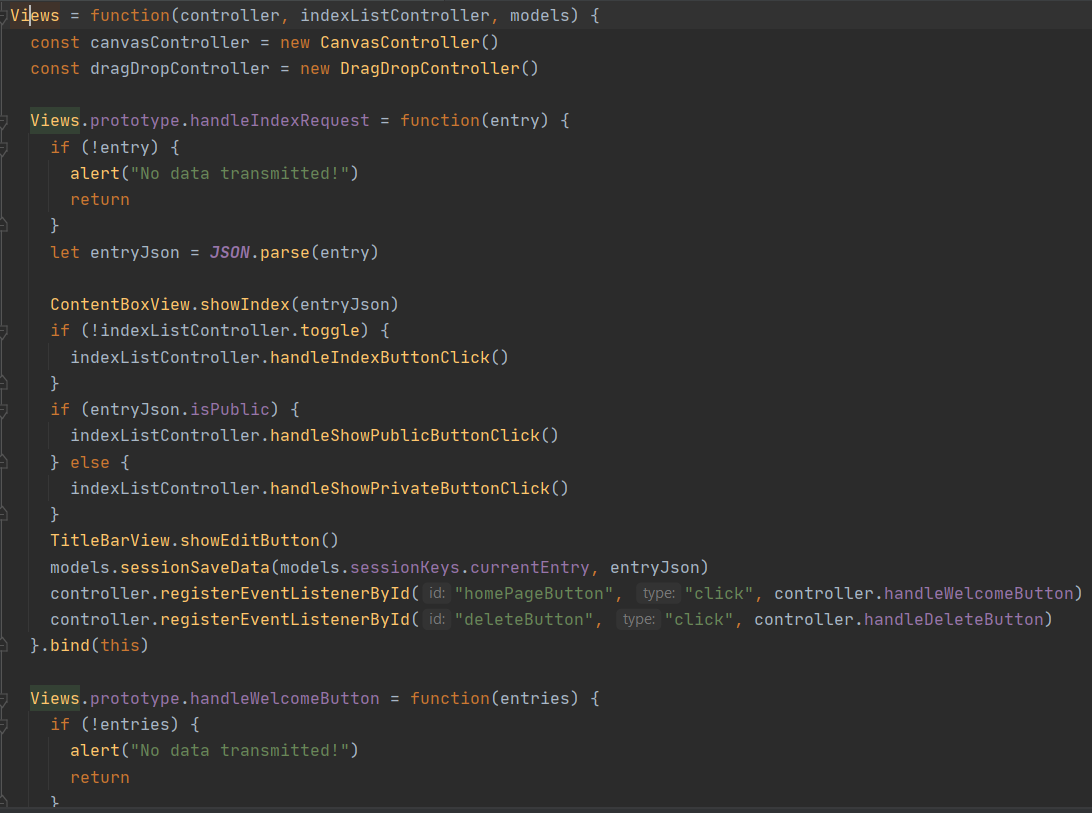 Views = function(controller, indexListController, models) {
const canvasController = new CanvasController()
const dragDropController = new DragDropController()
Views.prototype.handleIndexRequest = function(entry) {
if (!entry) {
alert("No data transmitted!")
return
}
let entryJson = JSON.parse(entry)
ContentBoxView.showIndex(entryJson)
if (!indexListController.toggle) {
indexListController.handleIndexButtonClick()
}
if (entryJson.isPublic) {
indexListController.handleShowPublicButtonClick()
} else {
indexListController.handleShowPrivateButtonClick()
}
TitleBarView.showEditButton()
models.sessionSaveData(models.sessionKeys.currentEntry, entryJson)
controller.registerEventListenerById( id: "homePageButton", type: "click", controller.handleWelcomeButton)
controller.registerEventListenerById( id: "deleteButton", type: "click", controller.handleDeleteButton)
}.bind(this)
Views.prototype.handleWelcomeButton = function(entries) {
if (!entries) {
alert("No data transmitted!")
return
}